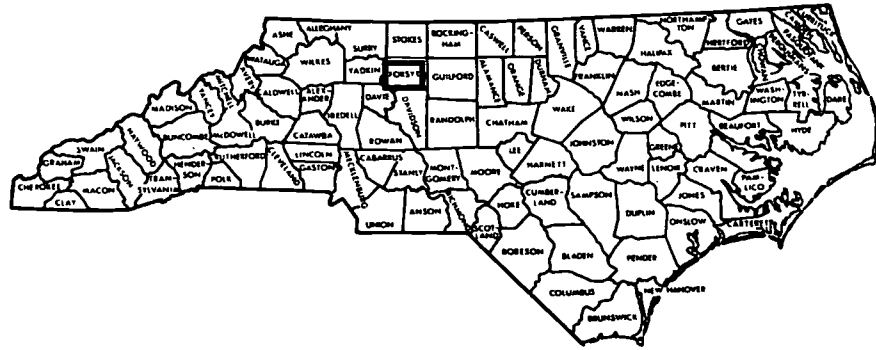 ASHE
ALLEGHANY
SURRY
STOKES
ROCKING-
HAM
CASWELL
PERSON
GRANVILLE
VANCE
WARREN
NORTHAMP
TON
GATES
HERTFORD
HALIFAX
BERTIE
WATAUGA
WILKES
YADKIN
FORSYT
GUILFORD
ALAMANCE
ORANGE
DURHAM
FRANKLIN
NASH
EDGE-
COMBE
MARTIN
WASH-
INGTON
TYR-
RELL
DARE
AVERY
MITCHELL
YANCEY
MADISON
CALDWELL
ALEX-
ANDER
IREDELL
DAVIE
DAVIDSON
RANDOLPH
CHATHAM
WAKE
WILSON
PITT
BEAUFORT
HYDE
BURKE
McDOWELL
BUNCOMBE
HAYWOOD
SWAIN
GRAHAM
CATAWBA
ROWAN
LEE
JOHNSTON
GREENE
CHEROKEE
CLAY
MACON
JACKSON
TRAN-
SYLVANIA
HENDER-
SON
POLK
RUTHERFORD
CLEVELAND
LINCOLN
GASTON
MECKLENBURG
CABARRUS
STANLY
MONT-
GOMERY
MOORE
HARNETT
WAYNE
LENOIR
CRAVEN
PAM-
LICO
JONES
CARTERET
ONSLOW
DUPLIN
SAMPSON
CUMBER-
LAND
HOKE
SCOT-
LAND
RICHMOND
ANSON
UNION
ROBESON
BLADEN
PENDER
COLUMBUS
BRUNSWICK
NEW HANOVER